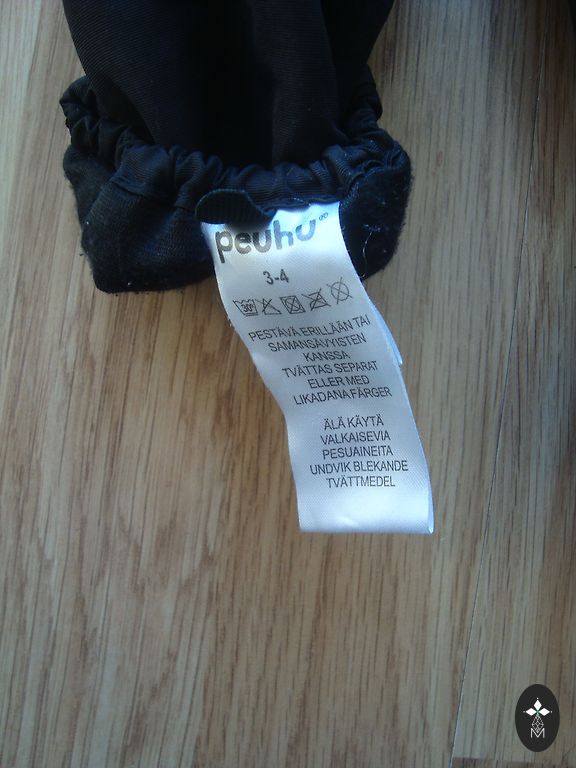 peuhu®
3-4
30°
PESTÄVÄ ERILLÄÄN TAI
SAMANSÄVYISTEN
KANSSA
TVÄTTAS SEPARAT
ELLER MED
LIKADANA FÄRGER
ÄLÄ KÄYTÄ
VALKAISEVIA
PESUAINEITA
UNDVIK BLEKANDE
TVÄTTMEDEL
M